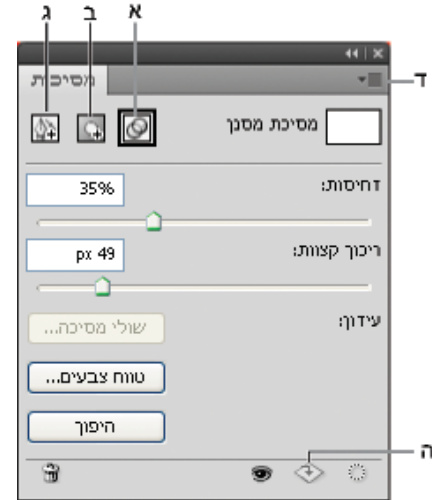 א ב ג
מסיכות
ד
מסיכת מסנן
דחיסות:
35%
ריכוך קצוות:
49 px
עידון:
שולי מסיכה...
טווח צבעים...
היפוך
ה